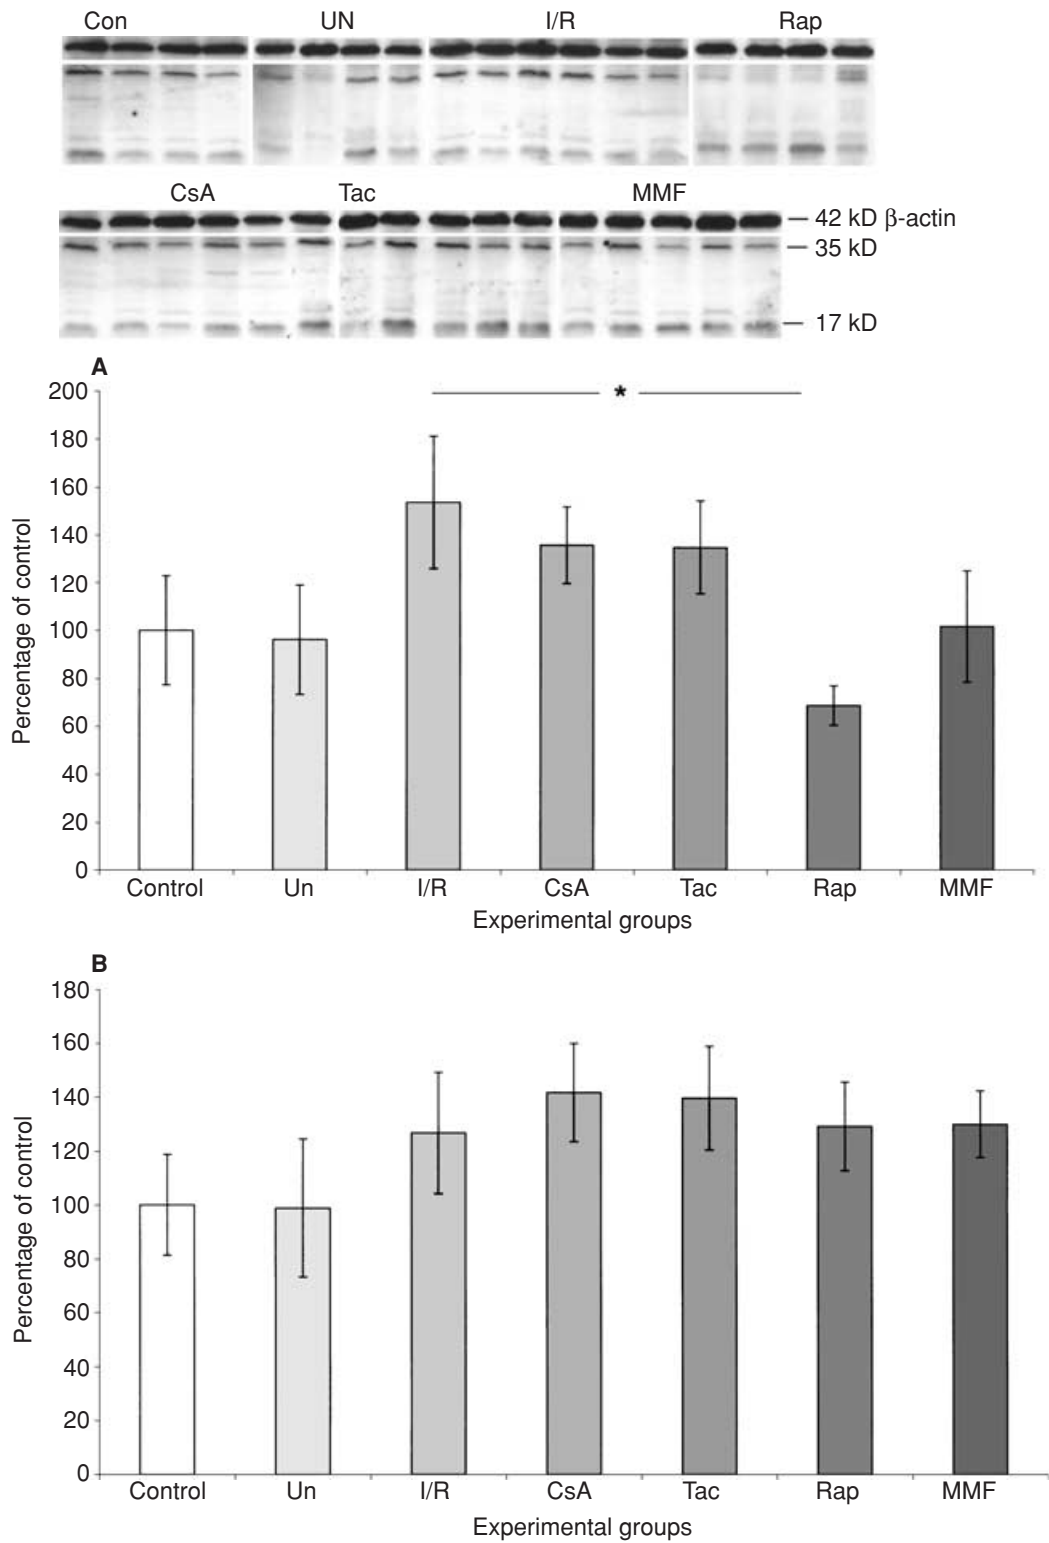 Con UN I/R Rap
CsA Tac MMF
42 kD β-actin
35 kD
17 kD
A
200
180
160
140
120
100
80
60
40
20
0
Percentage of control
*
Control Un I/R CsA Tac Rap MMF
Experimental groups
B
180
160
140
120
100
80
60
40
20
0
Percentage of control
Control Un I/R CsA Tac Rap MMF
Experimental groups